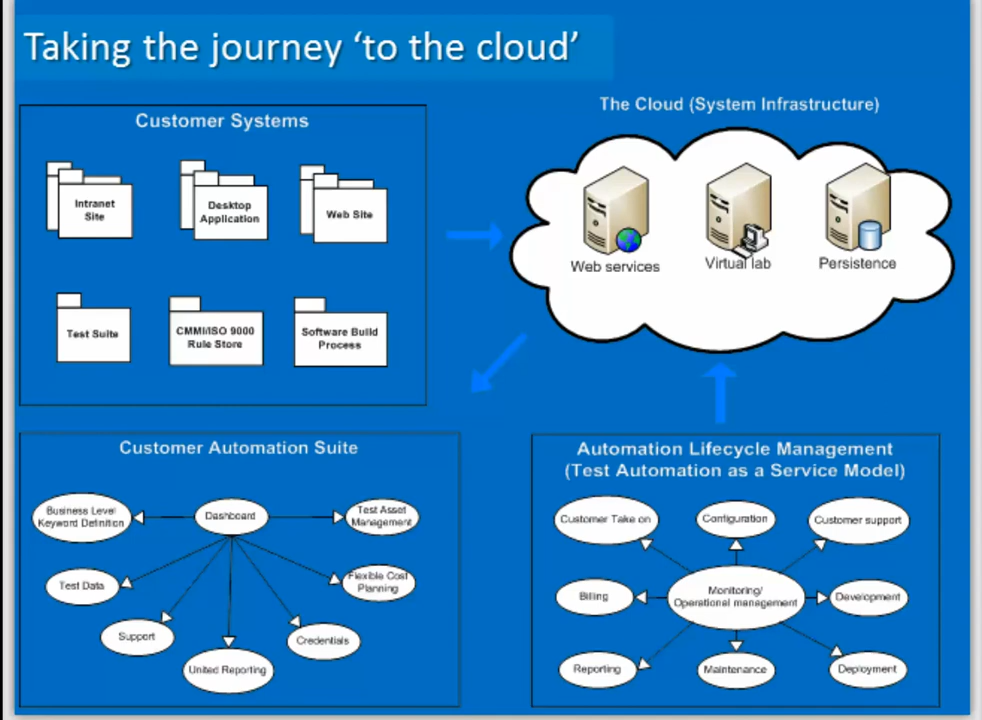 Taking the journey ‘to the cloud’
Customer Systems
Intranet
Site
Desktop
Application
Web Site
Test Suite
CMMI/ISO 9000
Rule Store
Software Build
Process
The Cloud (System Infrastructure)
Web services
Virtual lab
Persistence
Customer Automation Suite
Business Level
Keyword Definition
Dashboard
Test Asset
Management
Test Data
Flexible Cost
Planning
Support
Credentials
United Reporting
Automation Lifecycle Management
(Test Automation as a Service Model)
Customer Take on
Configuration
Customer support
Billing
Monitoring/
Operational management
Development
Reporting
Maintenance
Deployment